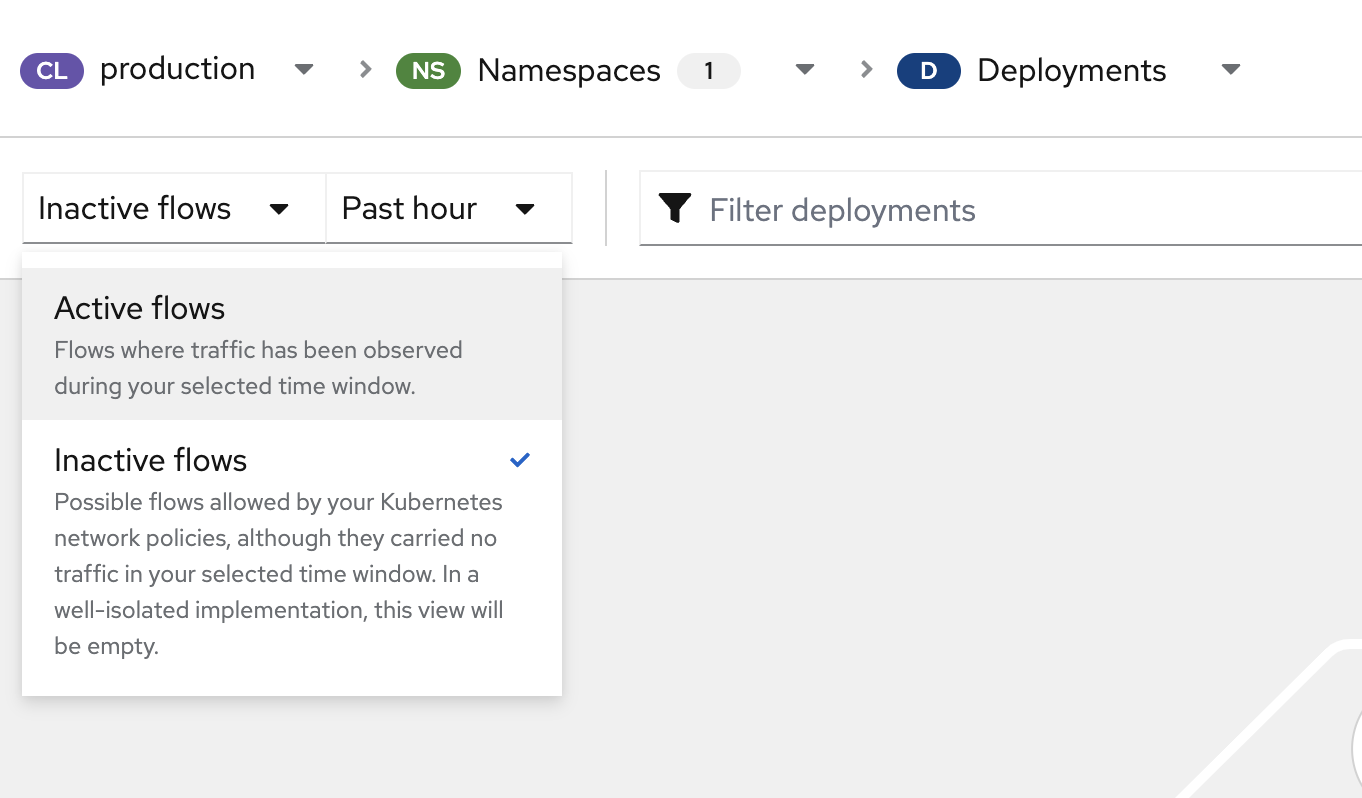 CL production NS Namespaces 1 D Deployments
Inactive flows Past hour Filter deployments
Active flows
Flows where traffic has been observed
during your selected time window.
Inactive flows
Possible flows allowed by your Kubernetes
network policies, although they carried no
traffic in your selected time window. In a
well-isolated implementation, this view will
be empty.